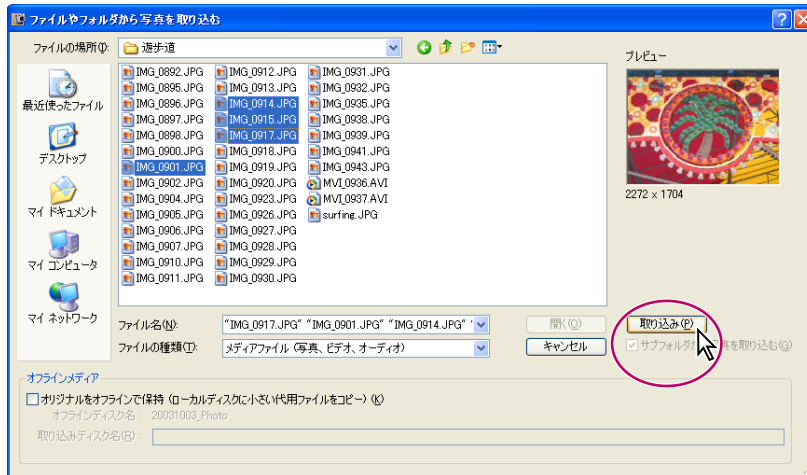 ファイルやフォルダから写真を取り込む
ファイルの場所(I):
遊歩道
プレビュー
最近使ったファイル
デスクトップ
マイ ドキュメント
マイ コンピュータ
マイ ネットワーク
IMG_0892.JPG
IMG_0895.JPG
IMG_0896.JPG
IMG_0897.JPG
IMG_0898.JPG
IMG_0900.JPG
IMG_0901.JPG
IMG_0902.JPG
IMG_0904.JPG
IMG_0905.JPG
IMG_0906.JPG
IMG_0907.JPG
IMG_0910.JPG
IMG_0911.JPG
IMG_0912.JPG
IMG_0913.JPG
IMG_0914.JPG
IMG_0915.JPG
IMG_0917.JPG
IMG_0918.JPG
IMG_0919.JPG
IMG_0920.JPG
IMG_0923.JPG
IMG_0926.JPG
IMG_0927.JPG
IMG_0928.JPG
IMG_0929.JPG
IMG_0930.JPG
IMG_0931.JPG
IMG_0932.JPG
IMG_0935.JPG
IMG_0938.JPG
IMG_0939.JPG
IMG_0941.JPG
IMG_0943.JPG
MVI_0936.AVI
MVI_0937.AVI
surfing.JPG
2272 x 1704
ファイル名(N):
"IMG_0917.JPG" "IMG_0901.JPG" "IMG_0914.JPG" "
開く(O)
取り込み(P)
ファイルの種類(T):
メディアファイル (写真、ビデオ、オーディオ)
キャンセル
サブフォルダ 写真を取り込む(G)
オフラインメディア
オリジナルをオフラインで保持 (ローカルディスクに小さい代用ファイルをコピー) (K)
オフラインディスク名: 20031003_Photo
取り込みディスク名(R):